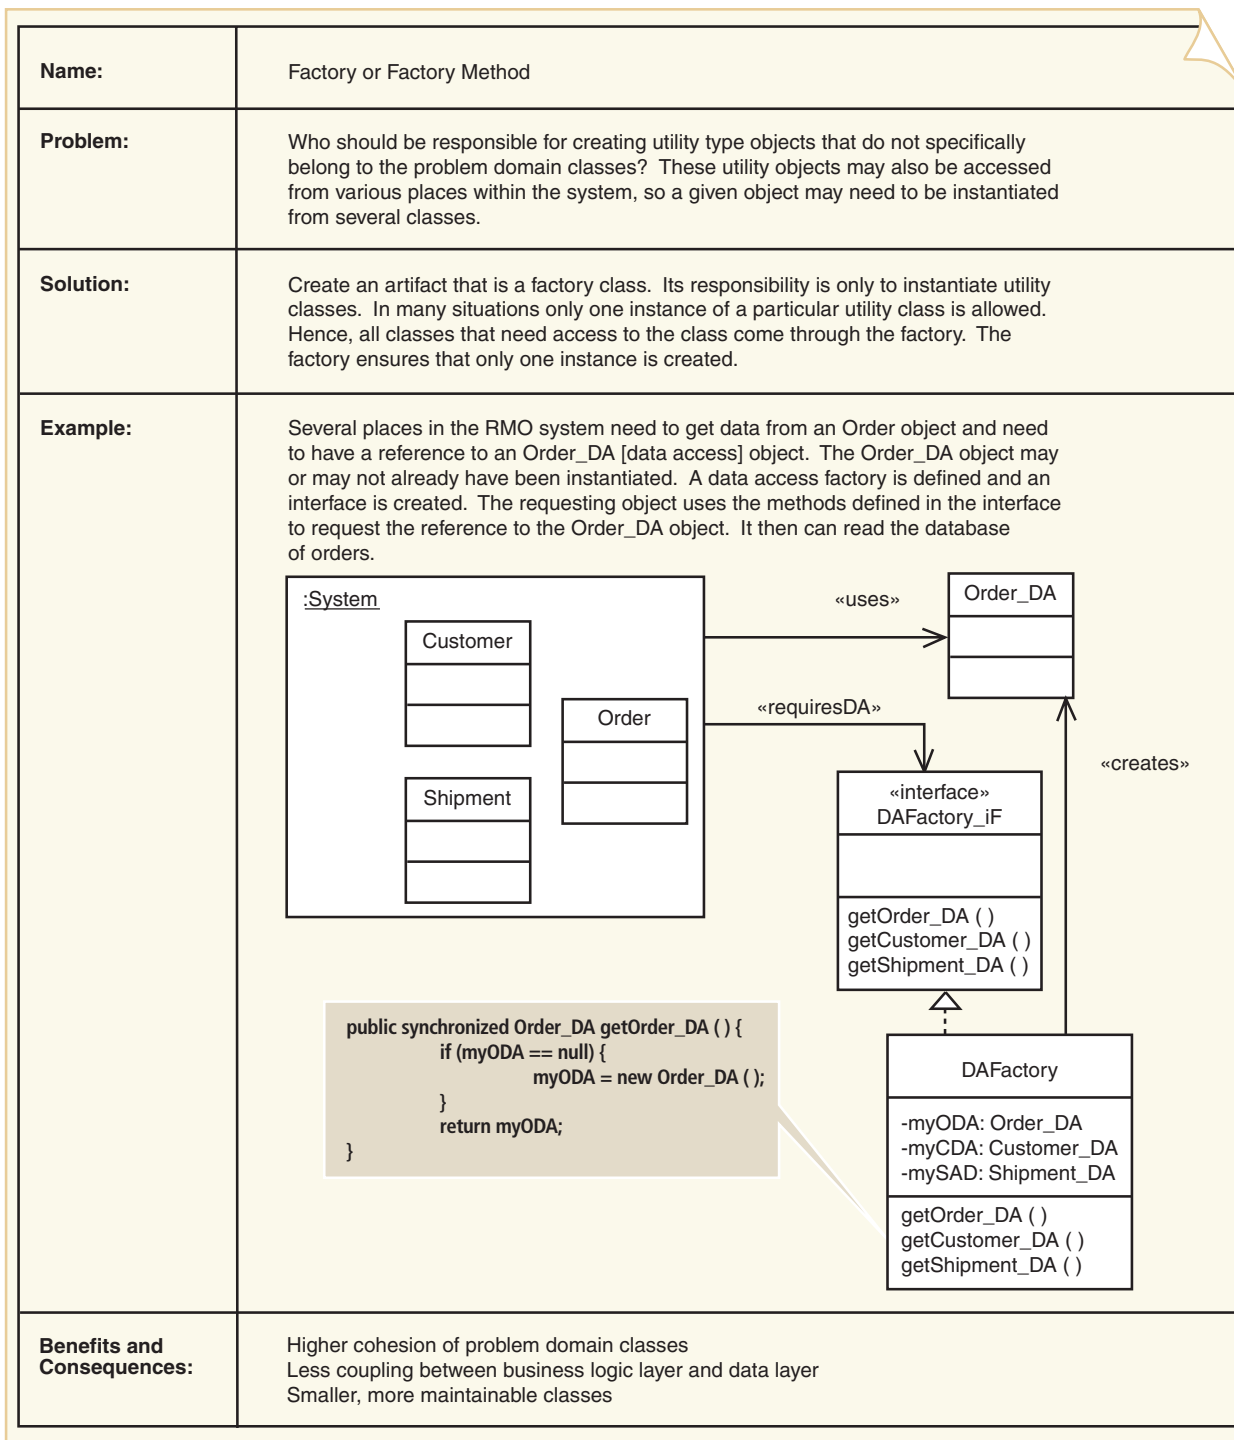 Name:
Factory or Factory Method
Problem:
Who should be responsible for creating utility type objects that do not specifically
belong to the problem domain classes? These utility objects may also be accessed
from various places within the system, so a given object may need to be instantiated
from several classes.
Solution:
Create an artifact that is a factory class. Its responsibility is only to instantiate utility
classes. In many situations only one instance of a particular utility class is allowed.
Hence, all classes that need access to the class come through the factory. The
factory ensures that only one instance is created.
Example:
Several places in the RMO system need to get data from an Order object and need
to have a reference to an Order_DA [data access] object. The Order_DA object may
or may not already have been instantiated. A data access factory is defined and an
interface is created. The requesting object uses the methods defined in the interface
to request the reference to the Order_DA object. It then can read the database
of orders.
:System
Customer
Order
Shipment
«uses»
Order_DA
«requiresDA»
«creates»
«interface»
DAFactory_iF
getOrder_DA ( )
getCustomer_DA ( )
getShipment_DA ( )
public synchronized Order_DA getOrder_DA ( ) {
if (myODA == null) {
myODA = new Order_DA ( );
}
return myODA;
}
DAFactory
-myODA: Order_DA
-myCDA: Customer_DA
-mySAD: Shipment_DA
getOrder_DA ( )
getCustomer_DA ( )
getShipment_DA ( )
Benefits and
Consequences:
Higher cohesion of problem domain classes
Less coupling between business logic layer and data layer
Smaller, more maintainable classes